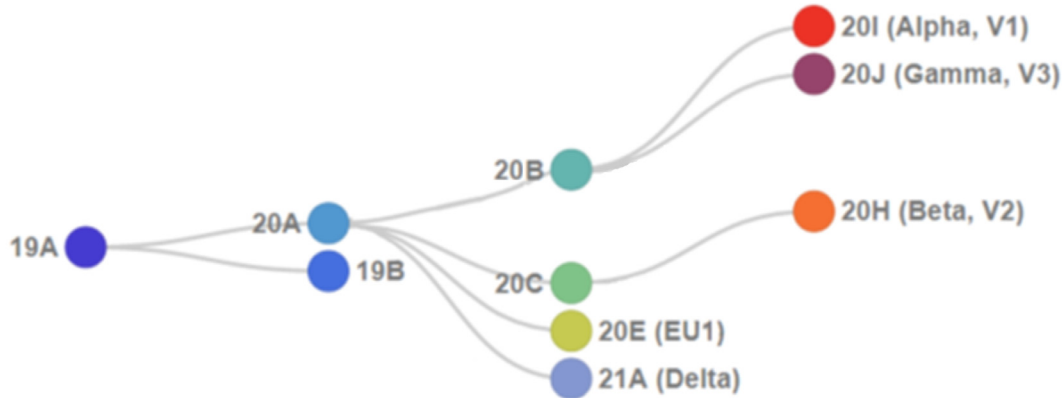 20I (Alpha, V1)
20J (Gamma, V3)
20B
20H (Beta, V2)
20A
19A
19B
20C
20E (EU1)
21A (Delta)